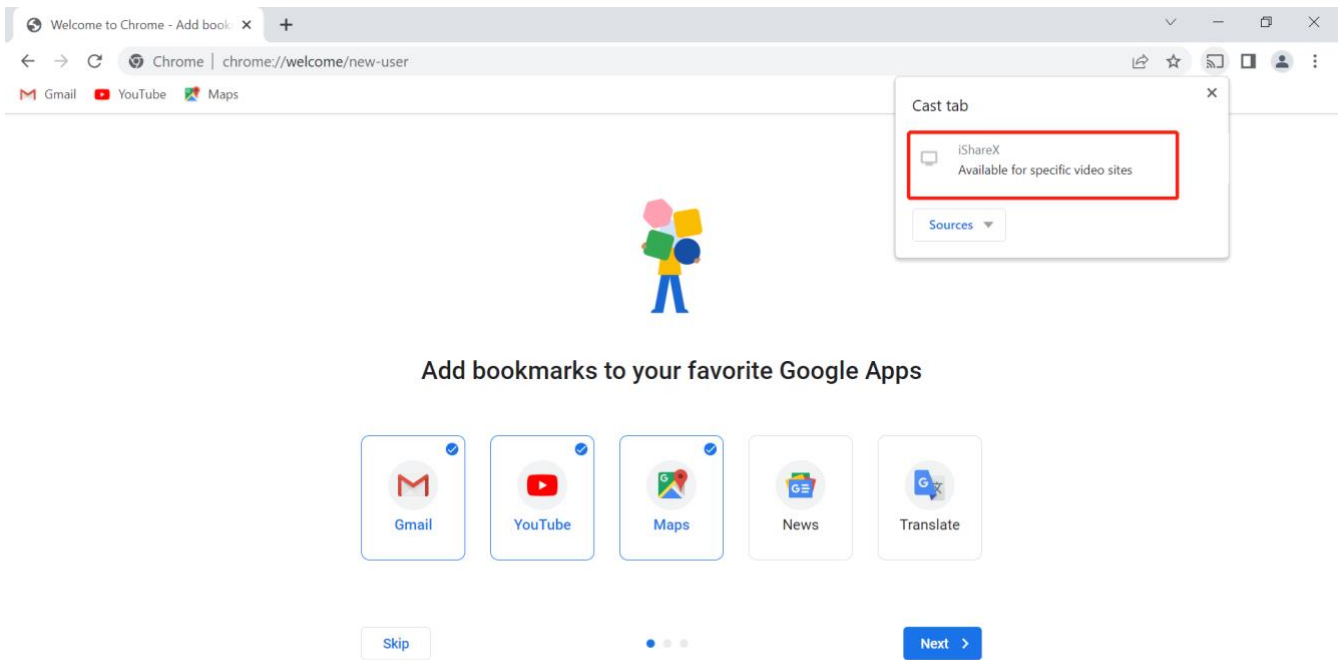 Welcome to Chrome - Add book
Chrome | chrome://welcome/new-user
Gmail YouTube Maps
Cast tab
iShareX
Available for specific video sites
Sources
Add bookmarks to your favorite Google Apps
Gmail YouTube Maps News Translate
Skip Next